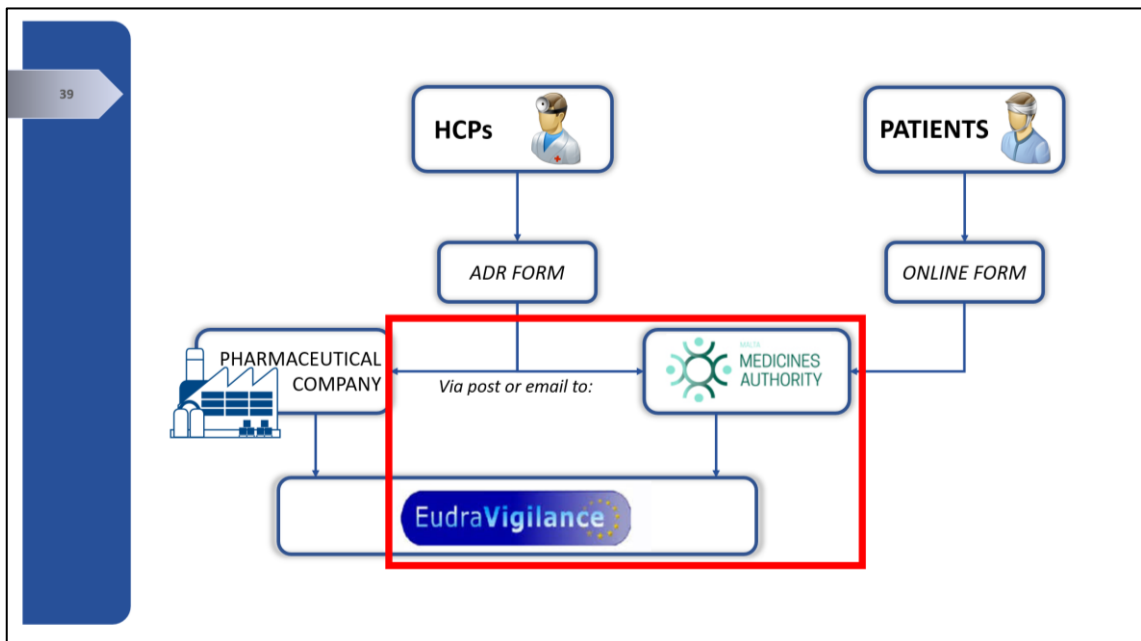 39
HCPs
PATIENTS
ADR FORM
ONLINE FORM
PHARMACEUTICAL
COMPANY
Via post or email to:
MALTA
MEDICINES
AUTHORITY
EudraVigilance